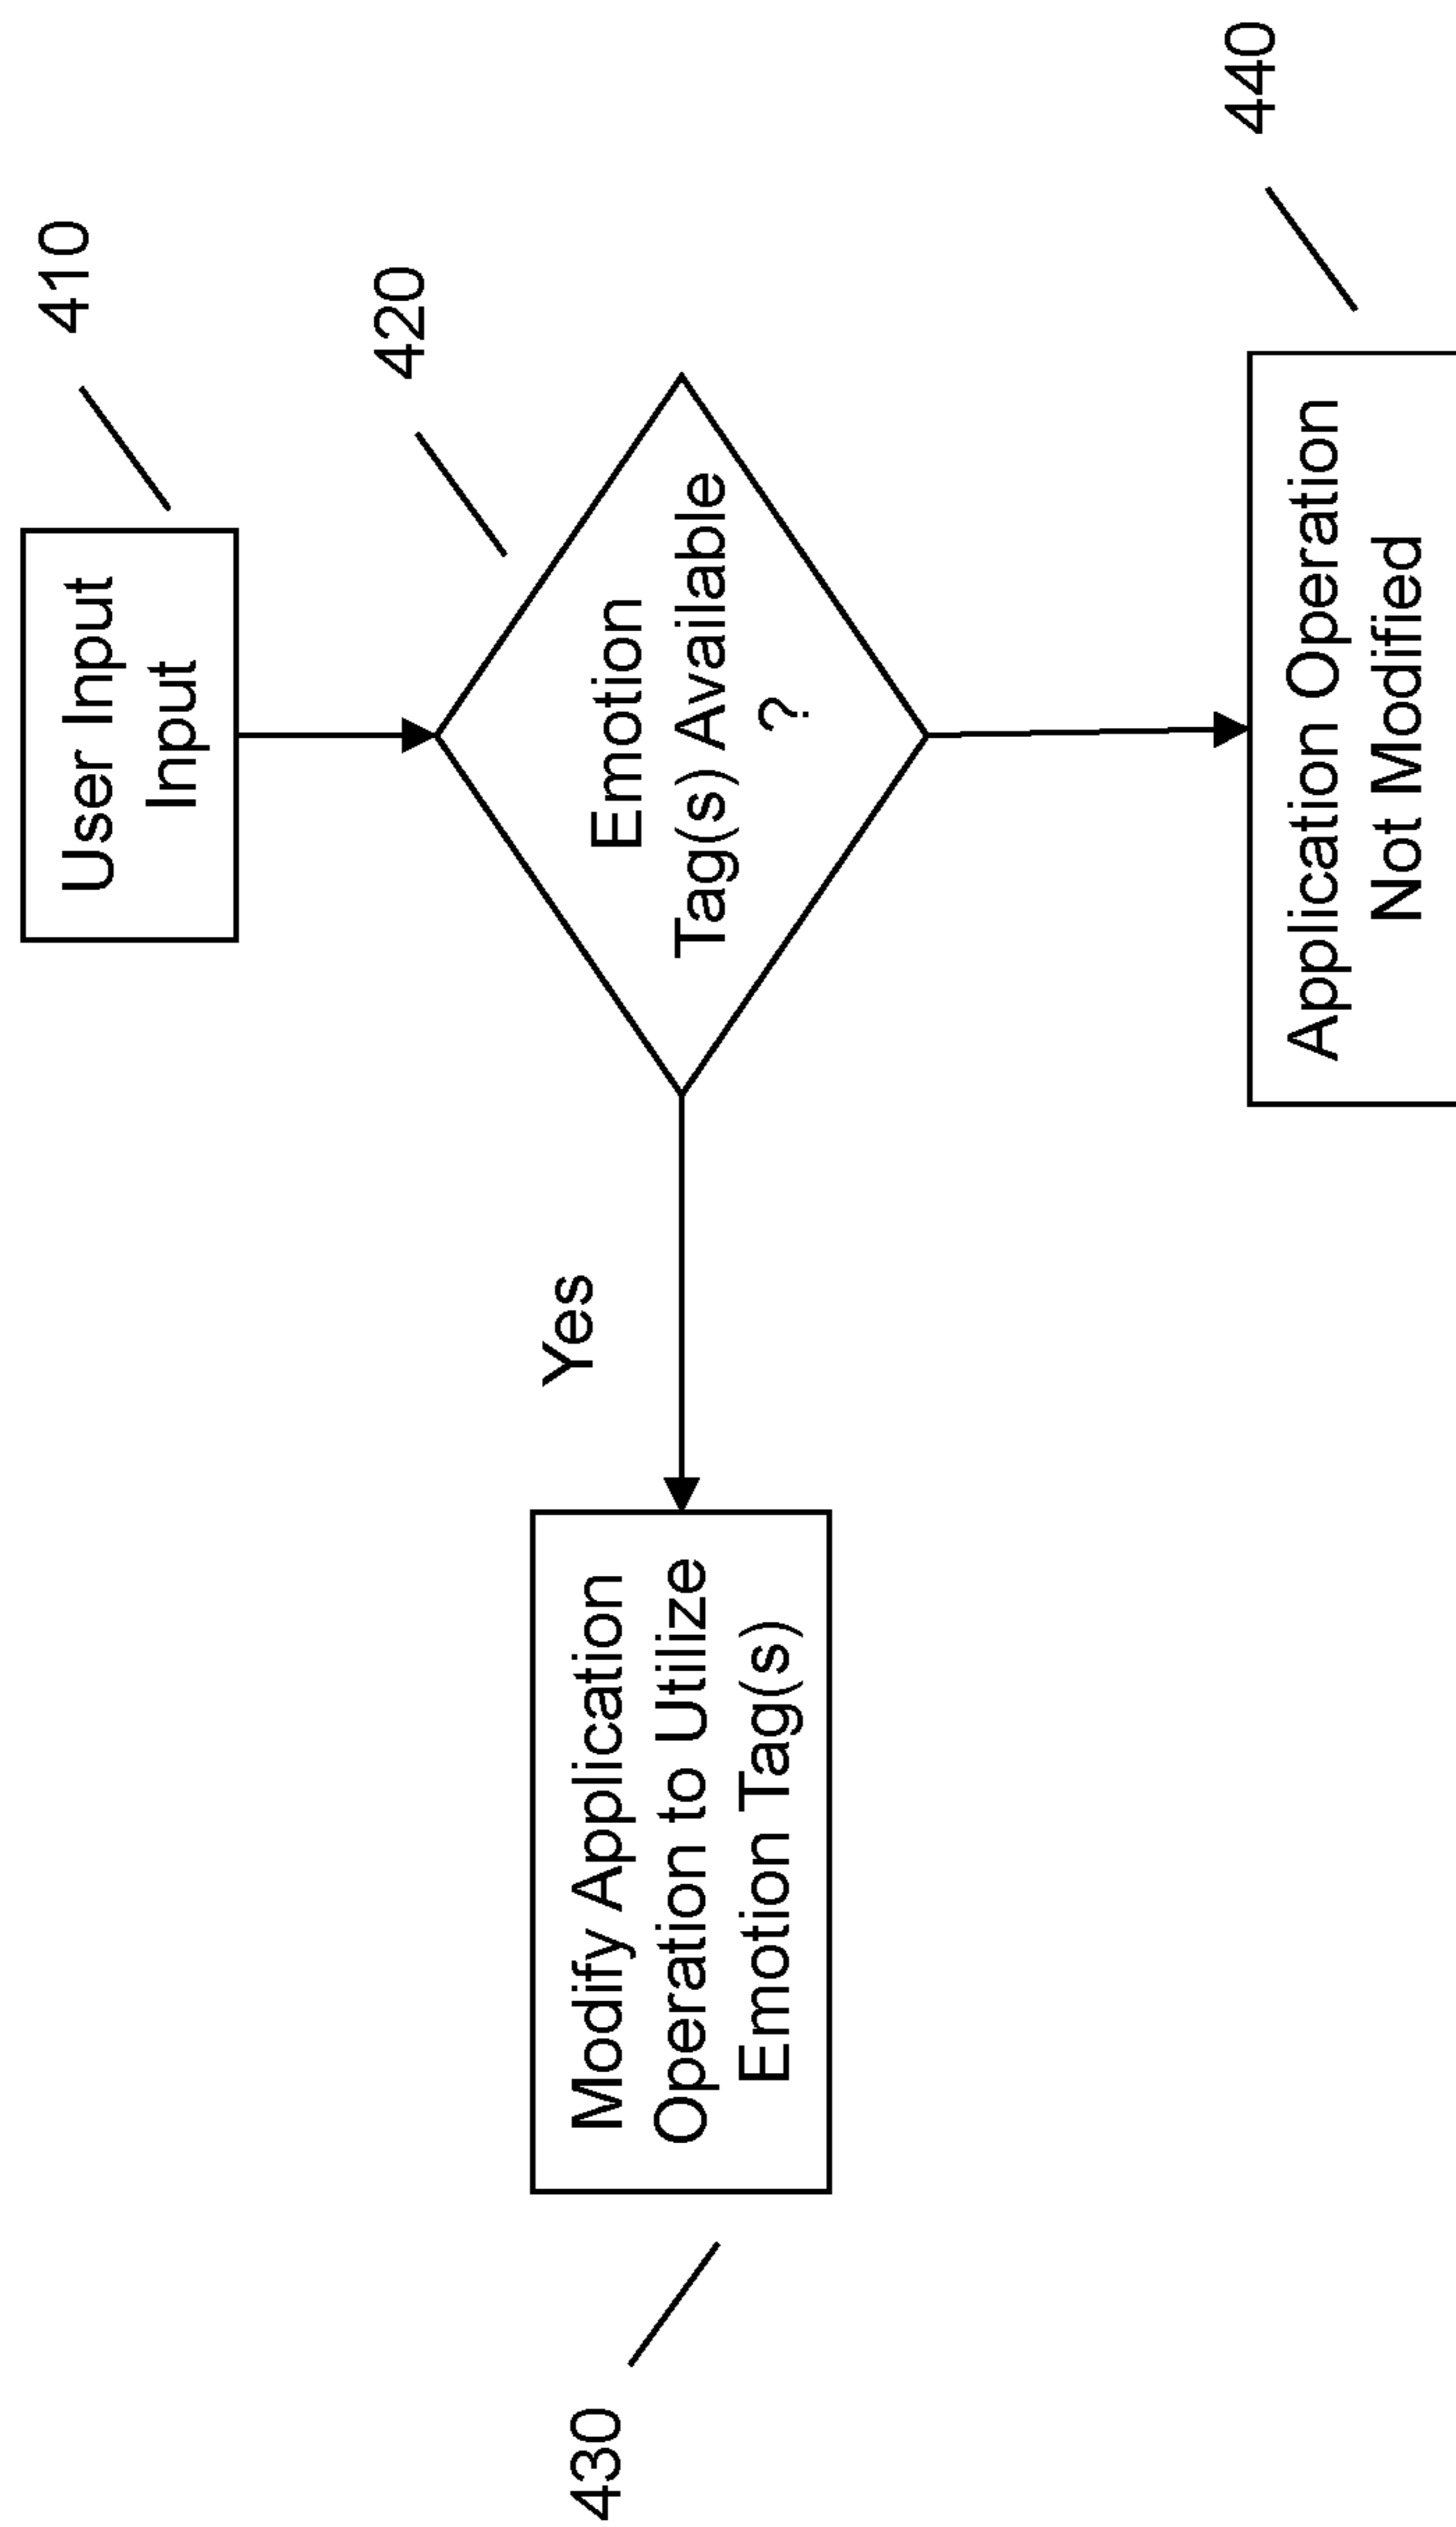 410
User Input
Input
420
Emotion
Tag(s) Available
?
Yes
430
Modify Application
Operation to Utilize
Emotion Tag(s)
440
Application Operation
Not Modified